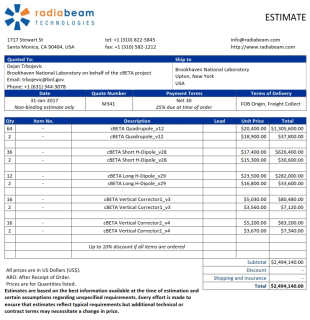 radiabeam
TECHNOLOGIES
ESTIMATE
1717 Stewart St tel: +1 (310) 822-5845 info@radiabeam.com
Santa Monica, CA 90404, USA fax: +1 (310) 582-1212 http://www.radiabeam.com
Quoted To: Ship to
Dejan Trbojevic
Brookhaven National Laboratory on behalf of the cBETA project
Email: trbojevic@bnl.gov
Phone: +1 (631) 344-3078
Brookhaven National Laboratory
Upton, New York
USA
Date Quote Number Payment Terms Terms of Delivery
31-Jan-2017 M341 Net 30 FOB Origin, Freight Collect
Non-binding estimate only 25% due at time of order
Qty Item No. Description Lead Unit Price Total
64 - cBETA Quadrupole_v12 $20,400.00 $1,305,600.00
2 - cBETA Quadrupole_v12 $18,900.00 $37,800.00
36 - cBETA Short H-Dipole_v28 $17,400.00 $626,400.00
2 - cBETA Short H-Dipole_v28 $15,300.00 $30,600.00
12 - cBETA Long H-Dipole_v29 $23,500.00 $282,000.00
2 - cBETA Long H-Dipole_v29 $16,800.00 $33,600.00
16 - cBETA Vertical Corrector1_v3 $5,030.00 $80,480.00
2 - cBETA Vertical Corrector1_v3 $3,560.00 $7,120.00
16 - cBETA Vertical Corrector2_v4 $5,200.00 $83,200.00
2 - cBETA Vertical Corrector2_v4 $3,670.00 $7,340.00
Up to 10% discount if all items are ordered
Subtotal $2,494,140.00
Discount -
Shipping and Insurance -
Total $2,494,140.00
All prices are in US Dollars (US$).
ARO: After Receipt of Order.
Prices are for Quantities listed.
Estimates are based on the best information available at the time of estimation and
certain assumptions regarding unspecified requirements. Every effort is made to
ensure that estimates reflect typical requirements but additional technical or
contract terms may necessitate a change in price.